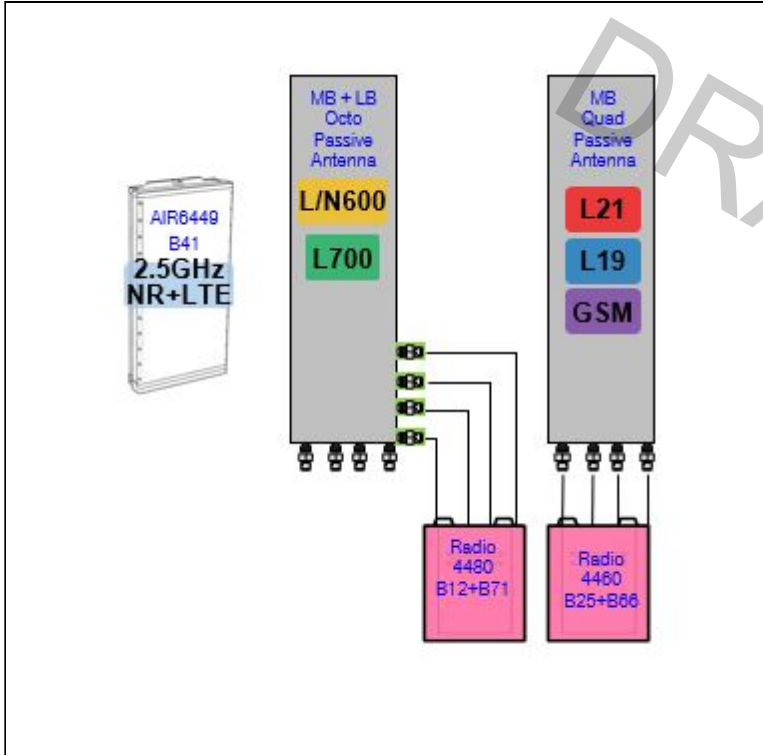 DRA
MB + LB
Octo
Passive
Antenna
L/N600
L700
MB
Quad
Passive
Antenna
L21
L19
GSM
AIR6449
B41
2.5GHz
NR+LTE
Radio
4480
B12+B71
Radio
4460
B25+B66